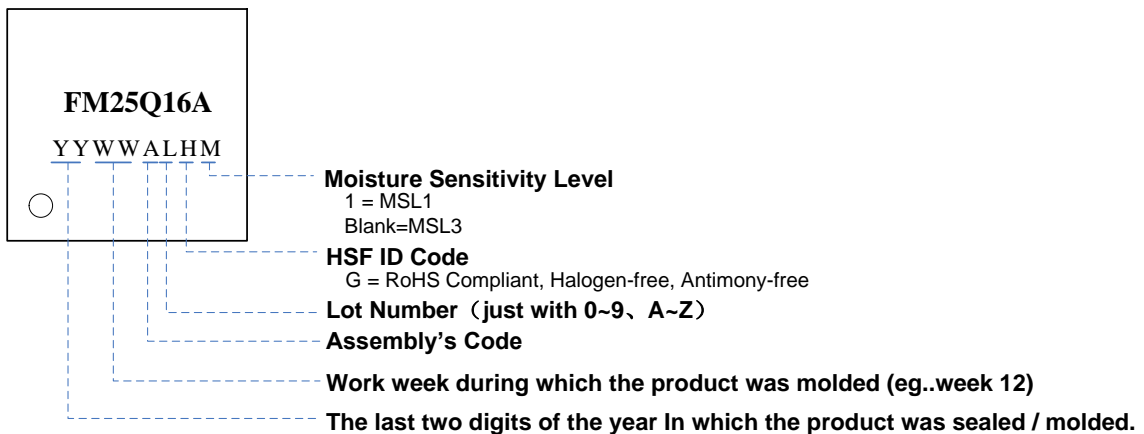 FM25Q16A
YYWWALHM
Moisture Sensitivity Level
1 = MSL1
Blank=MSL3
HSF ID Code
G = RoHS Compliant, Halogen-free, Antimony-free
Lot Number（just with 0~9、A~Z）
Assembly's Code
Work week during which the product was molded (eg..week 12)
The last two digits of the year In which the product was sealed / molded.